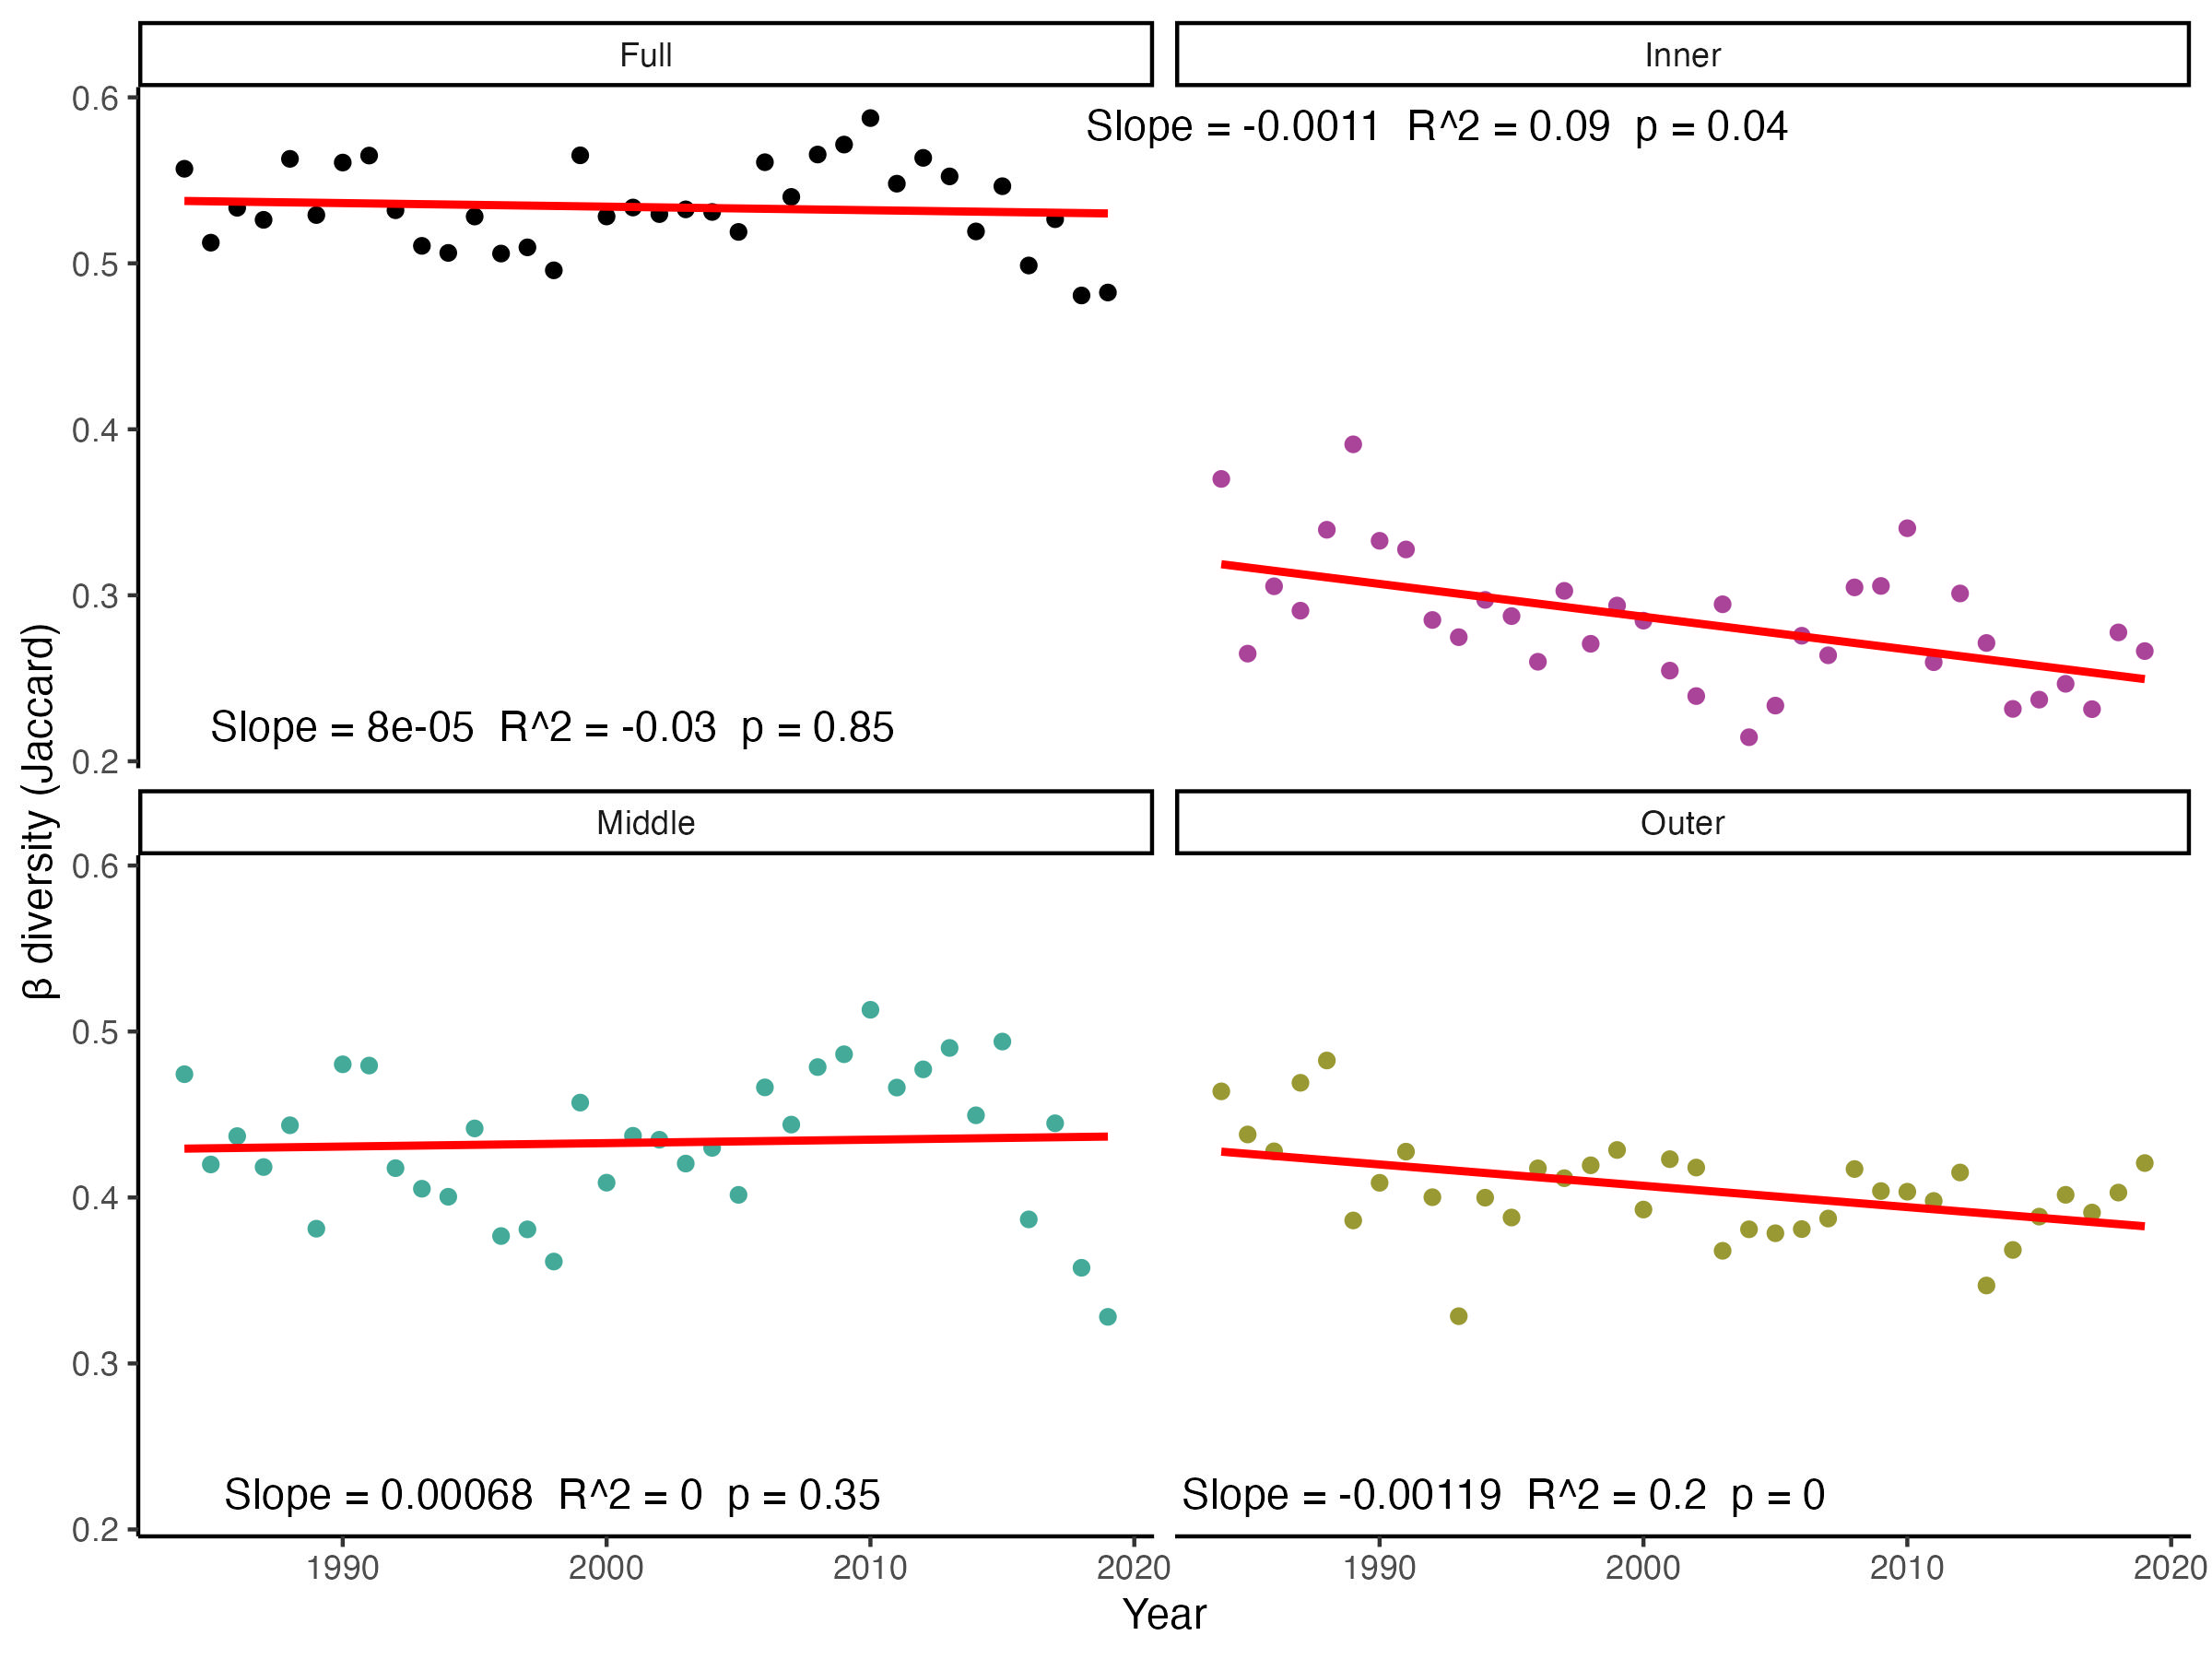 Full
Inner
0.6
Slope = -0.0011 R^2 = 0.09 p = 0.04
0.5
0.4
0.3
Slope = 8e-05 R^2 = -0.03 p = 0.85
0.2
β diversity (Jaccard)
Middle
Outer
0.6
0.5
0.4
0.3
Slope = 0.00068 R^2 = 0 p = 0.35
Slope = -0.00119 R^2 = 0.2 p = 0
0.2
1990 2000 2010 2020
1990 2000 2010 2020
Year